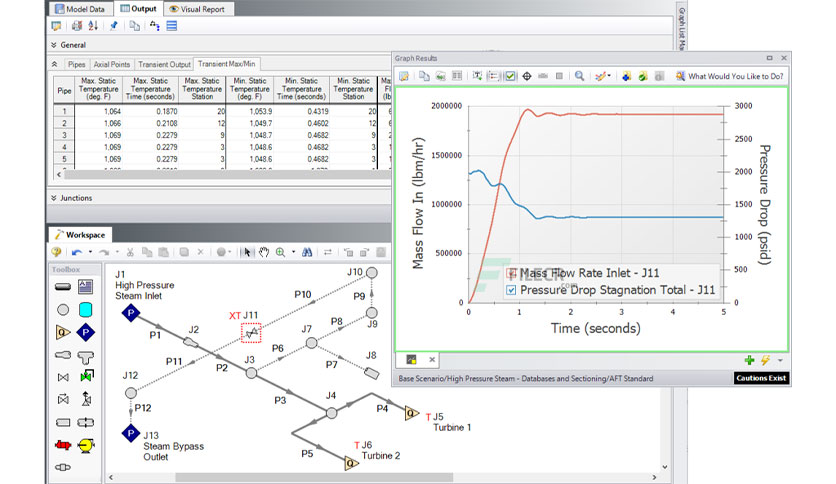 Model Data Output Visual Report
General
Pipes Axial Points Transient Output Transient Max/Min
Pipe Max. Static Temperature (deg. F) Max. Static Temperature Time (seconds) Max. Static Temperature Station Min. Static Temperature (deg. F) Min. Static Temperature Time (seconds) Min. Static Temperature Station
1 1,064 0.1870 20 1,053.9 0.4319 20
2 1,069 0.2108 12 1,049.7 0.4602 12
3 1,069 0.2279 9 1,048.7 0.4682 9
4 1,069 0.2279 3 1,048.6 0.4682 3
5 1,069 0.2279 3 1,048.6 0.4682 3
Junctions
Workspace
Toolbox
J1
High Pressure
Steam Inlet
P
P1
J2
P2
XT J11
P10
J10
P9
J9
P8
J7
P7
J8
P6
J3
P11
J12
P12
P
J13
Steam Bypass
Outlet
P3
J4
P4
Q
T J5
Turbine 1
P5
Q
T J6
Turbine 2
Graph Results
What Would You Like to Do?
Mass Flow In (lbm/hr)
2000000
1500000
1000000
500000
0
Pressure Drop (psid)
3000
2500
2000
1500
1000
500
0
0 1 2 3 4 5
Time (seconds)
Mass Flow Rate Inlet - J11
Pressure Drop Stagnation Total - J11
FILECR
.com
Base Scenario/High Pressure Steam - Databases and Sectioning/AFT Standard
Cautions Exist